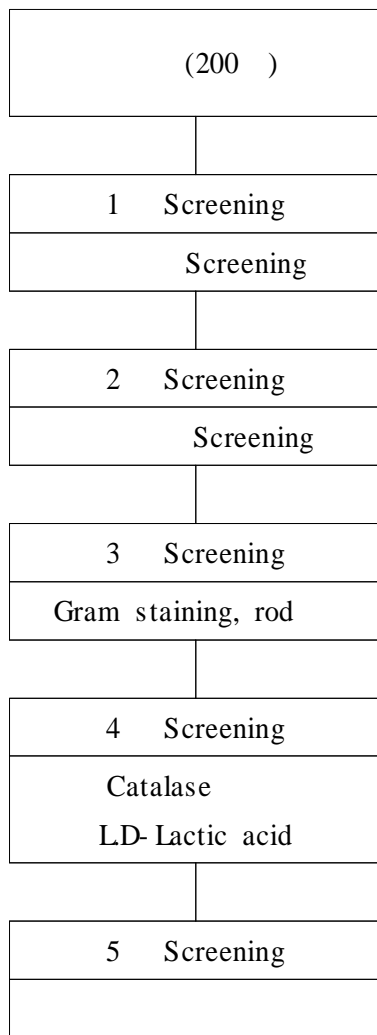 (200 )
1 Screening
Screening
2 Screening
Screening
3 Screening
Gram staining, rod
4 Screening
Catalase
L.D- Lactic acid
5 Screening